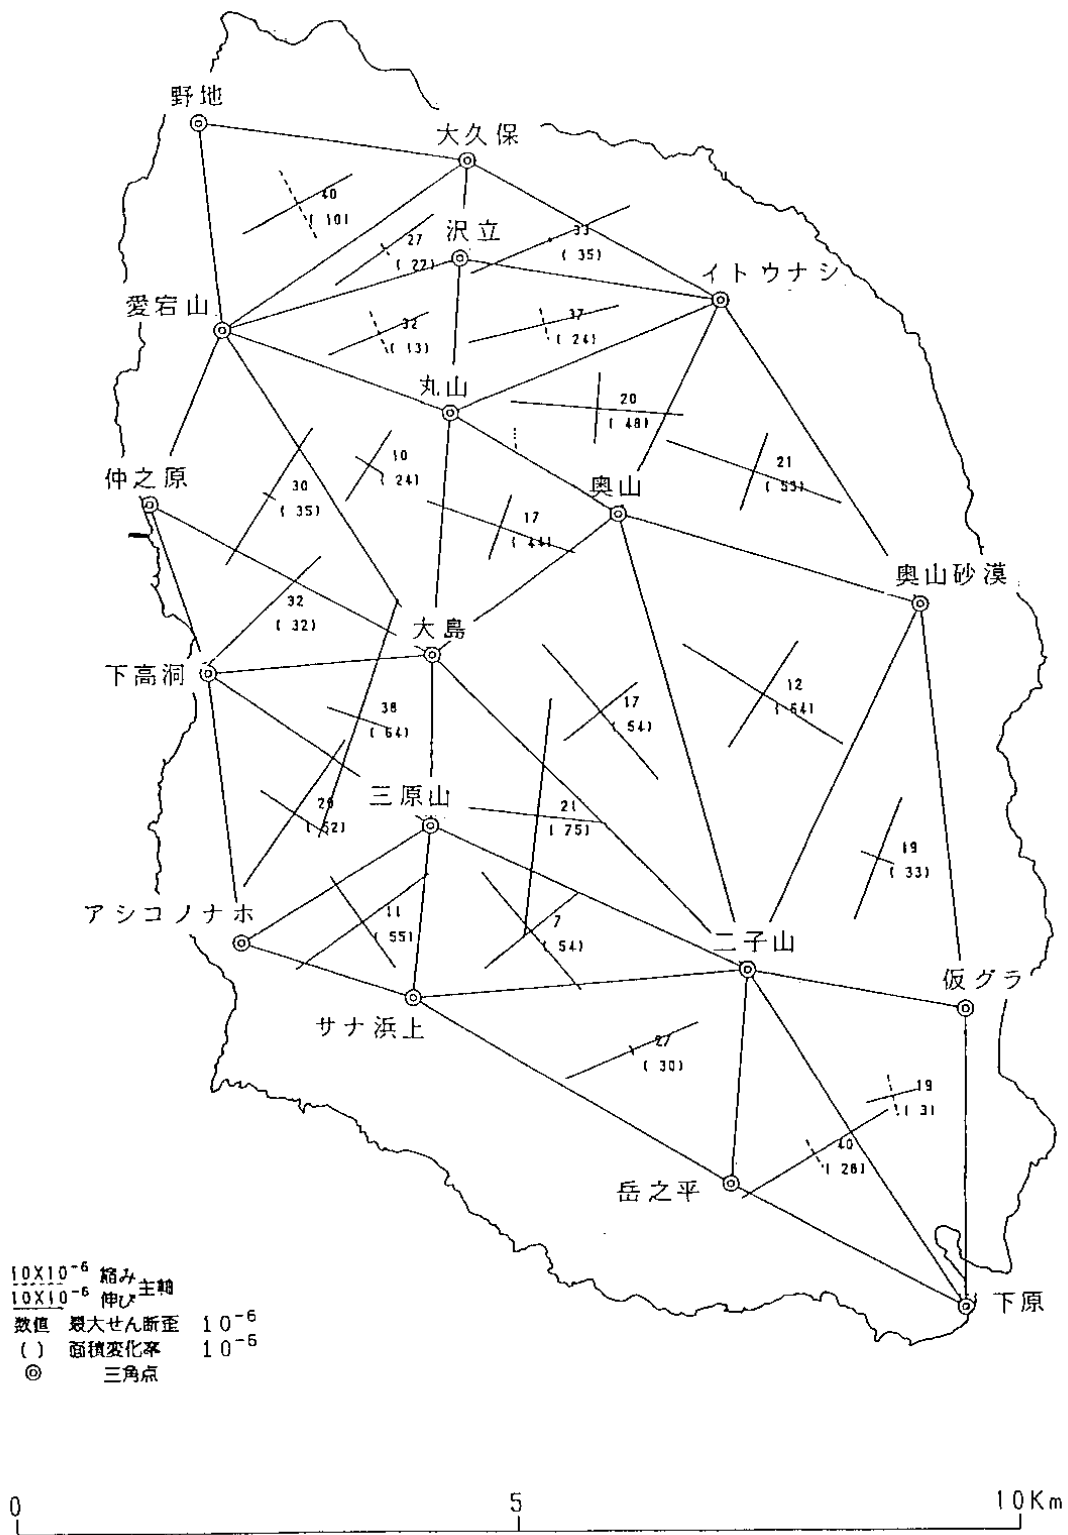 野地
大久保
40
( 10)
沢立
27
( 22)
33
( 35)
イトウナシ
愛宕山
32
( 13)
37
( 24)
丸山
20
( 48)
10
( 24)
21
( 53)
仲之原
30
( 35)
奥山
17
( 44)
奥山砂漠
32
( 32)
大島
下高洞
12
( 64)
17
( 54)
38
( 64)
三原山
29
( 52)
21
( 75)
19
( 33)
アシコノナホ
11
( 55)
7
( 54)
二子山
仮グラ
サナ浜上
27
( 30)
19
( 3)
40
( 28)
岳之平
下原
10X10⁻⁶ 縮み
主軸
10X10⁻⁶ 伸び
数値 最大せん断歪 10⁻⁶
( ) 面積変化率 10⁻⁶
◎ 三角点
0 5 10Km